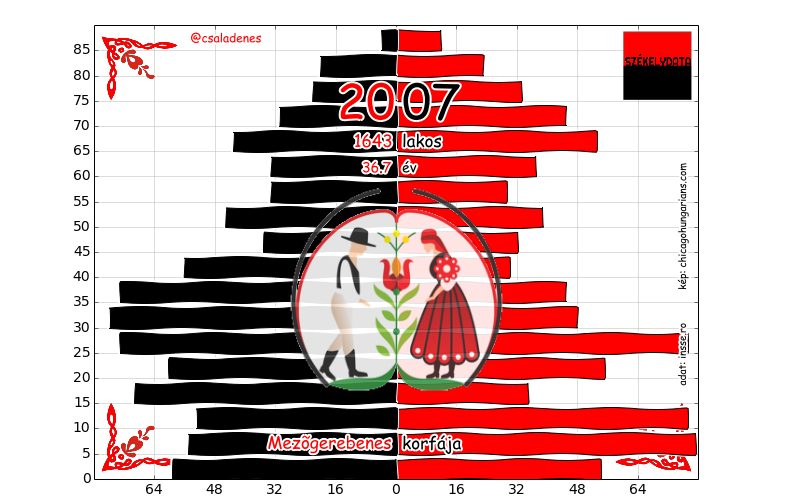 @csaladenes
SZÉKELYDATA
2007
1643 lakos
36.7 év
kép: chicagohungarians.com
adat: insse.ro
Mezőgerebenes korfája
85
80
75
70
65
60
55
50
45
40
35
30
25
20
15
10
5
0
64 48 32 16 0 16 32 48 64